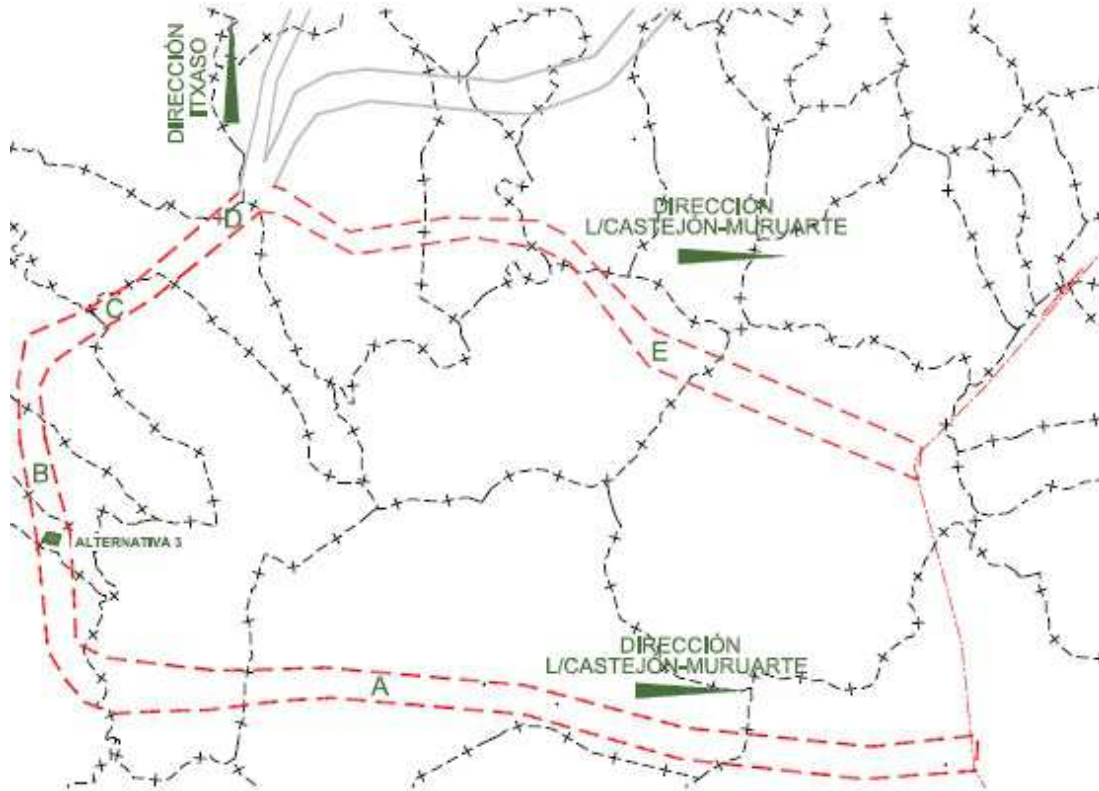 DIRECCIÓN
ITXASO
D
DIRECCIÓN
L/CASTEJÓN-MURUARTE
C
E
B
ALTERNATIVA 3
DIRECCIÓN
L/CASTEJÓN-MURUARTE
A